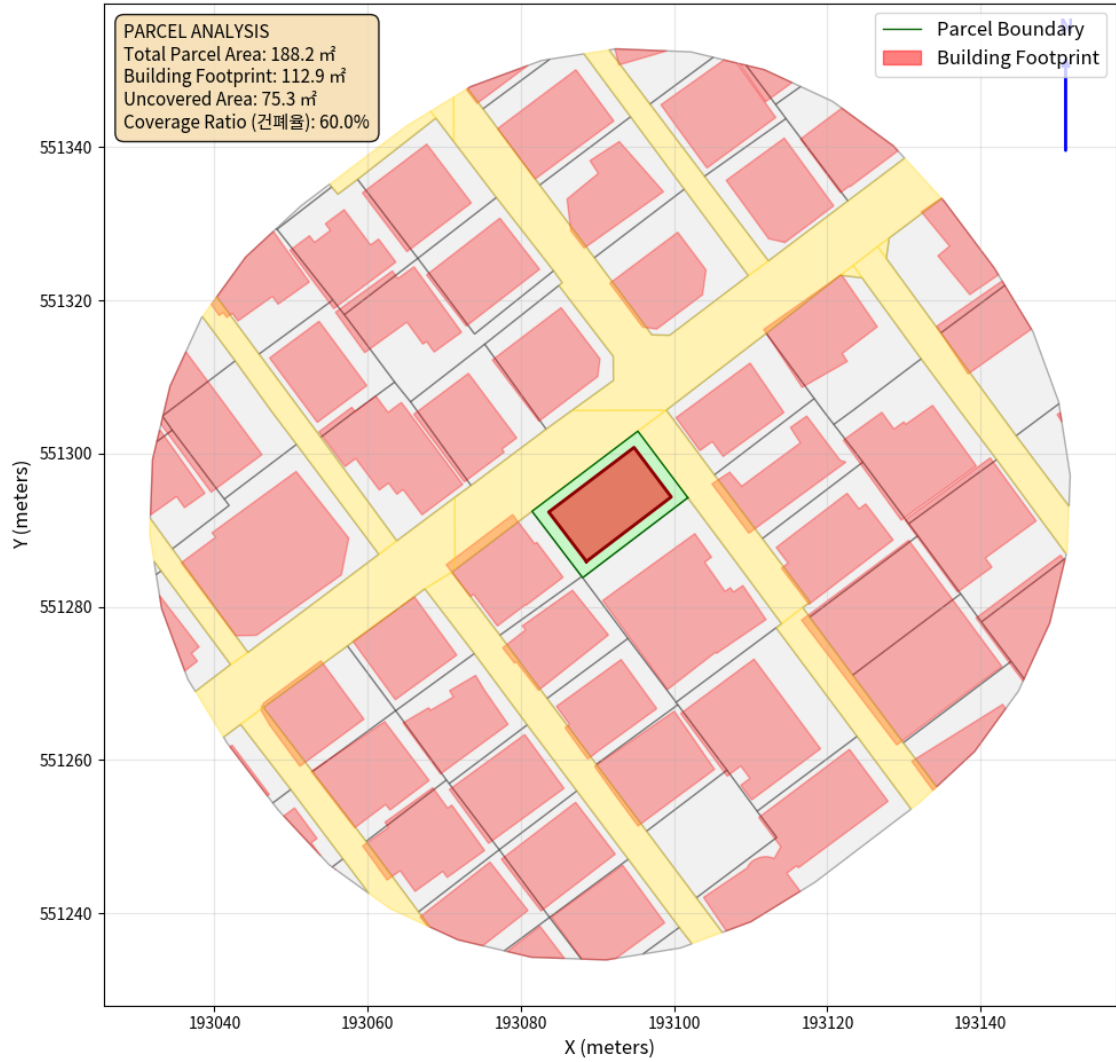 PARCEL ANALYSIS
Total Parcel Area: 188.2 ㎡
Building Footprint: 112.9 ㎡
Uncovered Area: 75.3 ㎡
Coverage Ratio (건폐율): 60.0%
N
Parcel Boundary
Building Footprint
551340
551320
551300
551280
551260
551240
Y (meters)
193040
193060
193080
193100
193120
193140
X (meters)